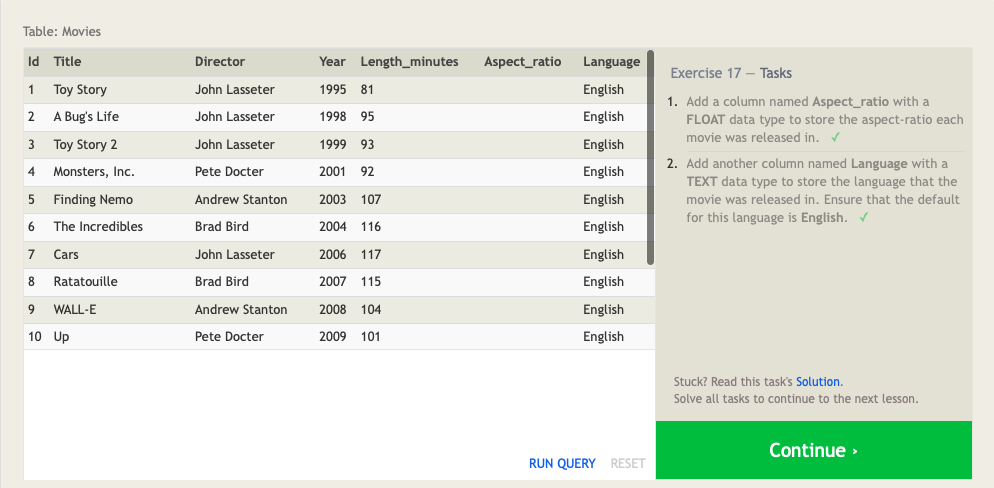 Table: Movies
Id Title Director Year Length_minutes Aspect_ratio Language
1 Toy Story John Lasseter 1995 81 English
2 A Bug's Life John Lasseter 1998 95 English
3 Toy Story 2 John Lasseter 1999 93 English
4 Monsters, Inc. Pete Docter 2001 92 English
5 Finding Nemo Andrew Stanton 2003 107 English
6 The Incredibles Brad Bird 2004 116 English
7 Cars John Lasseter 2006 117 English
8 Ratatouille Brad Bird 2007 115 English
9 WALL-E Andrew Stanton 2008 104 English
10 Up Pete Docter 2009 101 English
RUN QUERY RESET
Exercise 17 — Tasks
1. Add a column named Aspect_ratio with a
FLOAT data type to store the aspect-ratio each
movie was released in. ✓
2. Add another column named Language with a
TEXT data type to store the language that the
movie was released in. Ensure that the default
for this language is English. ✓
Stuck? Read this task's Solution.
Solve all tasks to continue to the next lesson.
Continue ›